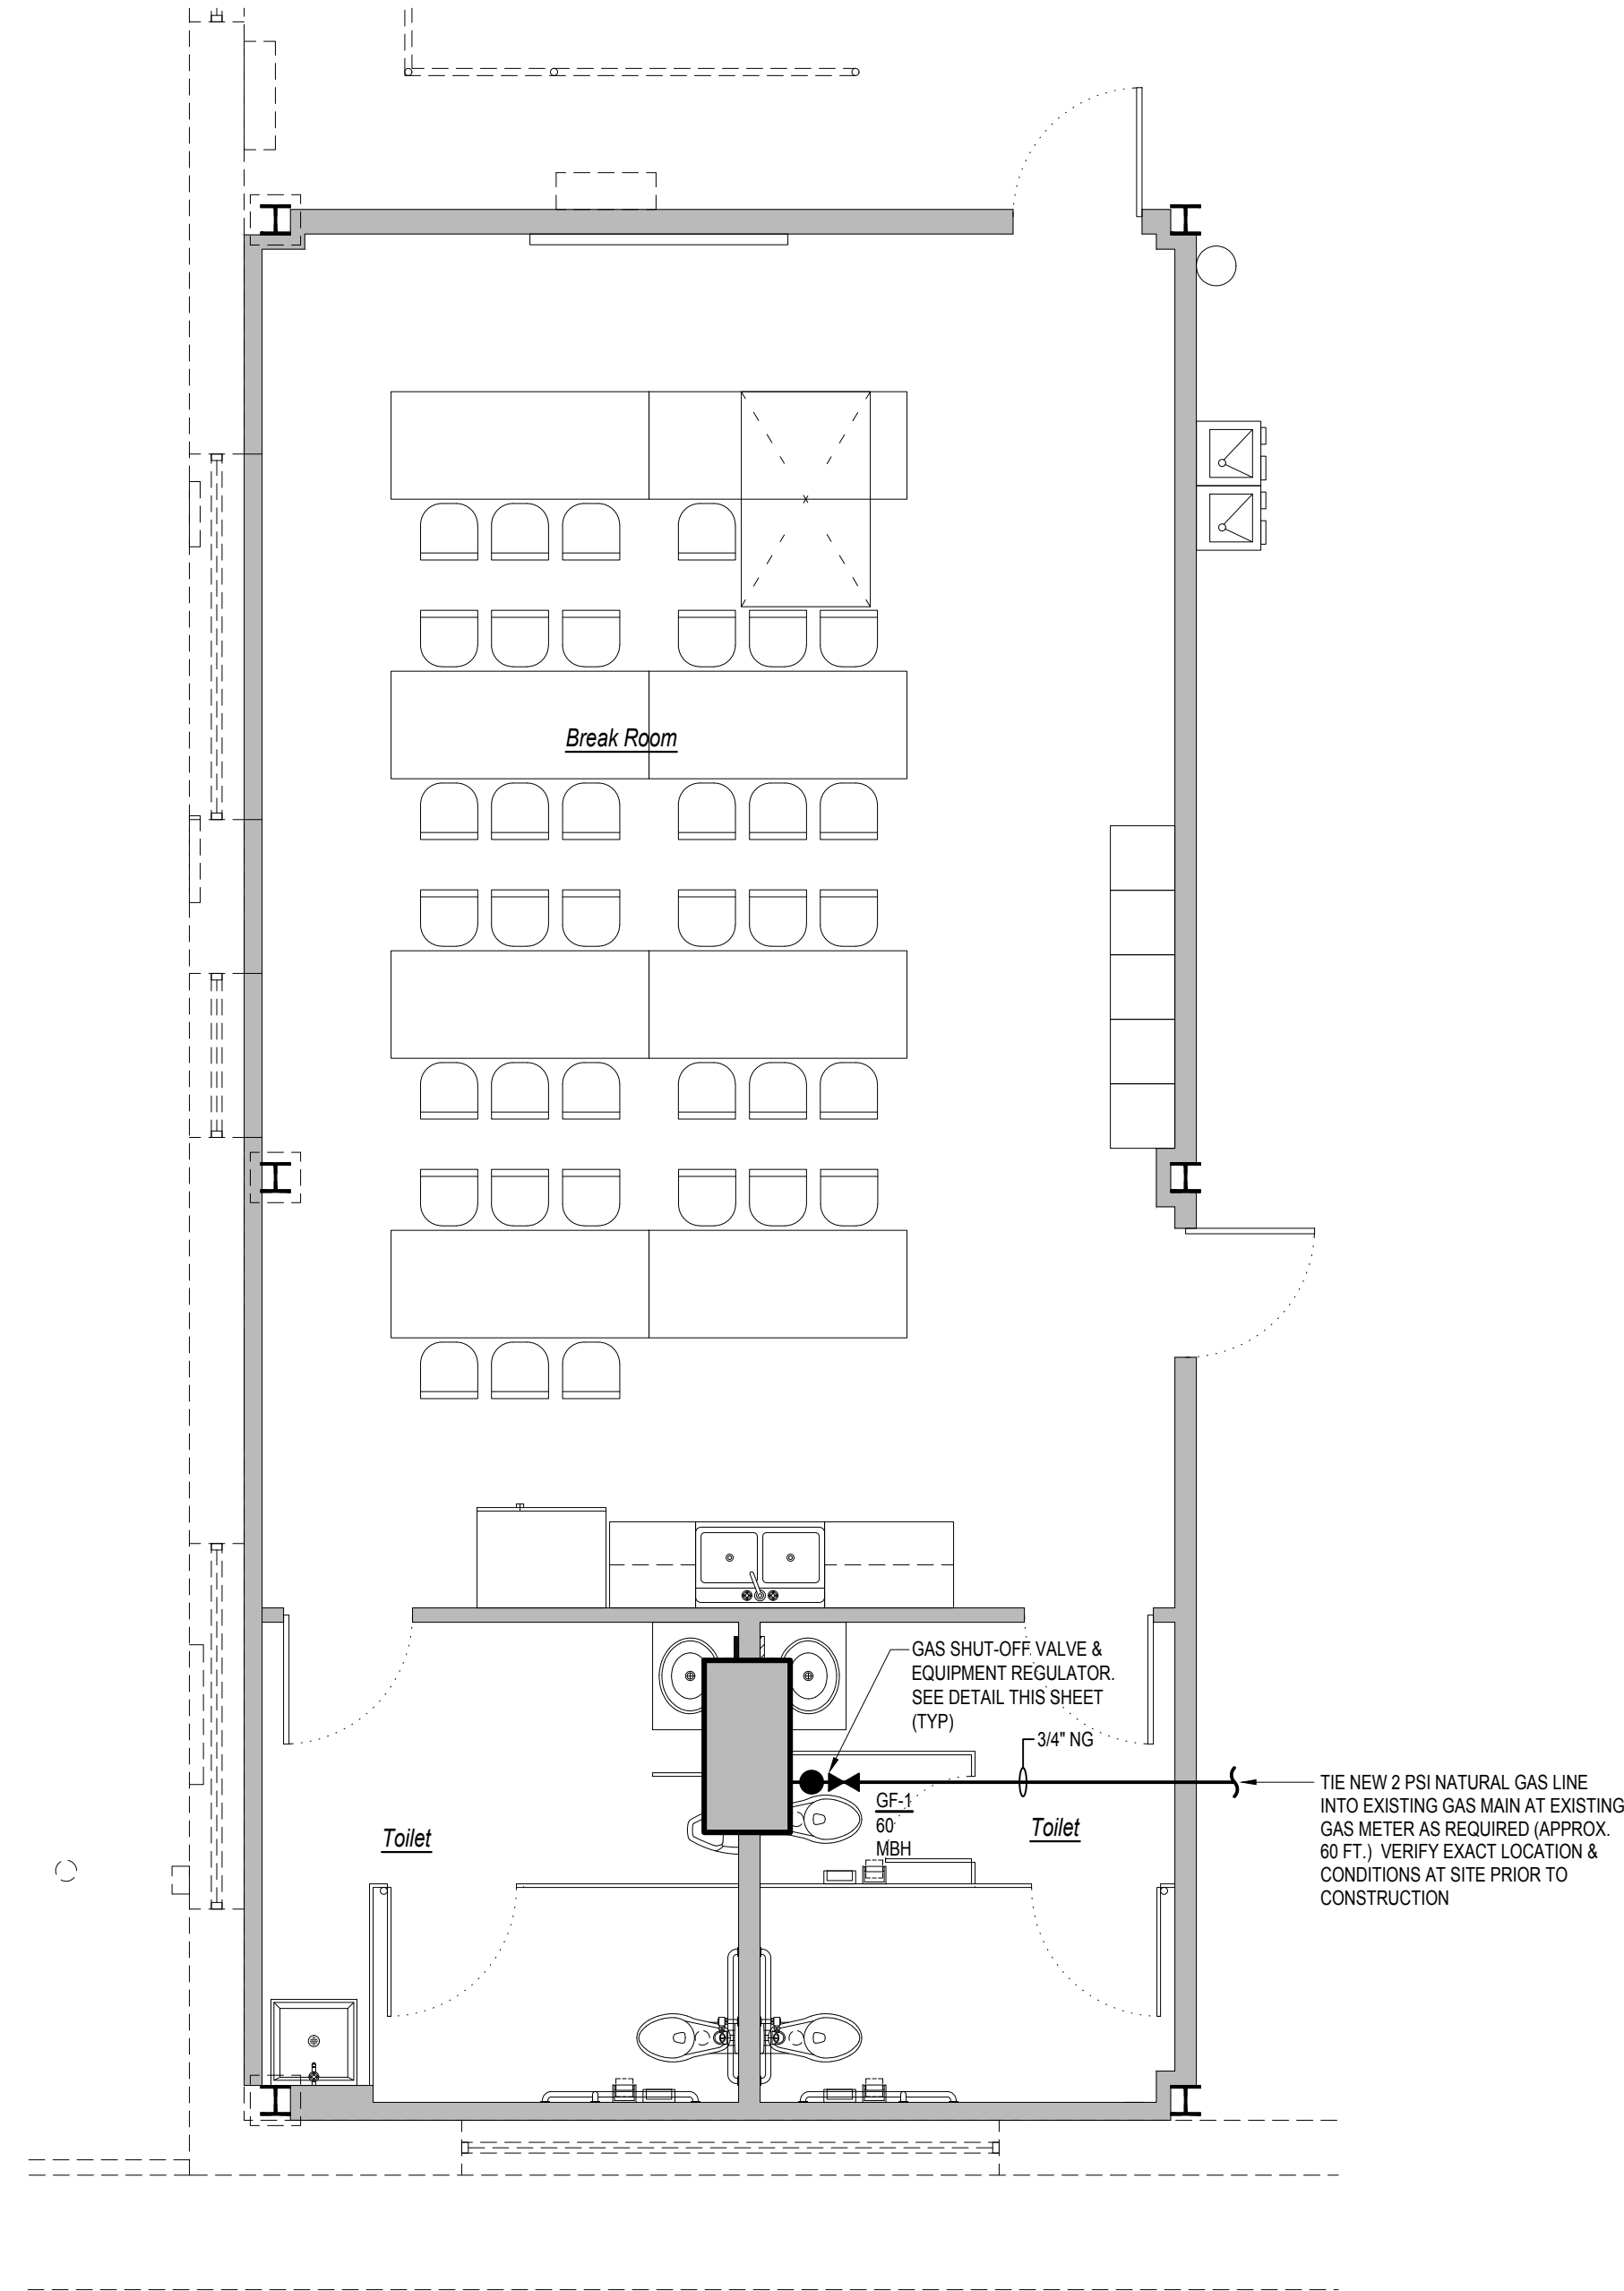 Break Room
GAS SHUT-OFF VALVE &
EQUIPMENT REGULATOR.
SEE DETAIL THIS SHEET
(TYP)
3/4" NG
TIE NEW 2 PSI NATURAL GAS LINE
INTO EXISTING GAS MAIN AT EXISTING
GAS METER AS REQUIRED (APPROX.
60 FT.) VERIFY EXACT LOCATION &
CONDITIONS AT SITE PRIOR TO
CONSTRUCTION
GF-1
60
MBH
Toilet
Toilet